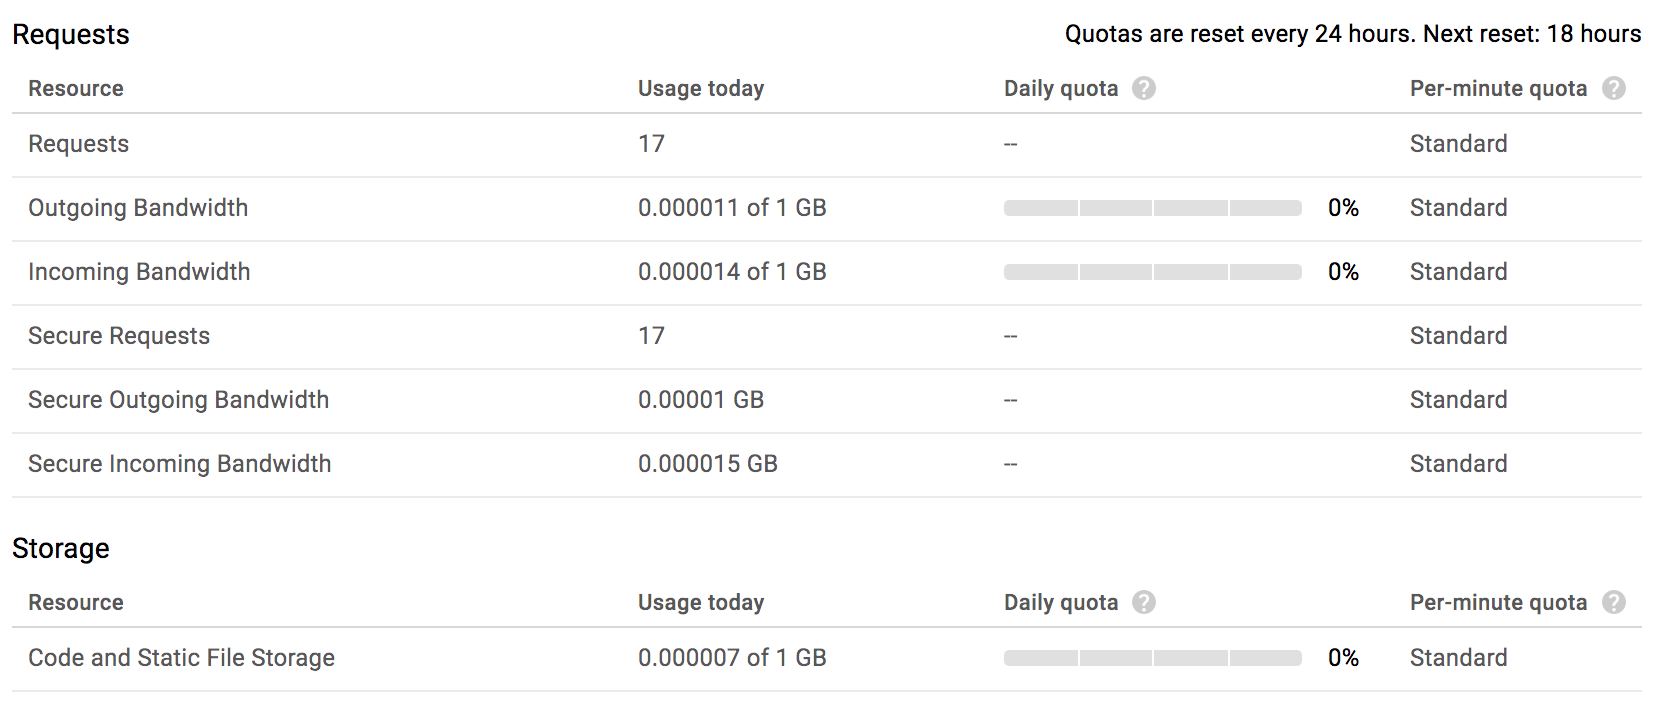 Requests Quotas are reset every 24 hours. Next reset: 18 hours
Resource Usage today Daily quota ? Per-minute quota ?
Requests 17 -- Standard
Outgoing Bandwidth 0.000011 of 1 GB 0% Standard
Incoming Bandwidth 0.000014 of 1 GB 0% Standard
Secure Requests 17 -- Standard
Secure Outgoing Bandwidth 0.00001 GB -- Standard
Secure Incoming Bandwidth 0.000015 GB -- Standard
Storage
Resource Usage today Daily quota ? Per-minute quota ?
Code and Static File Storage 0.000007 of 1 GB 0% Standard